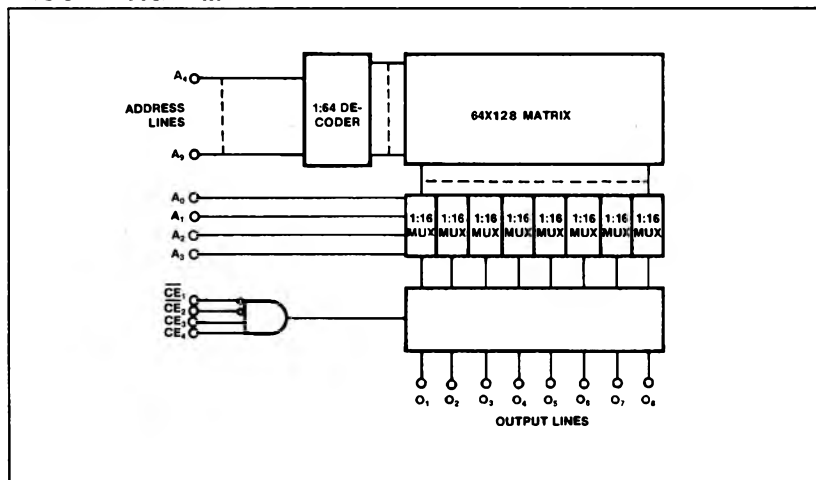 A₄
ADDRESS
LINES
A₉
1:64 DE-
CODER
64X128 MATRIX
A₀
A₁
A₂
A₃
1:16 MUX 1:16 MUX 1:16 MUX 1:16 MUX 1:16 MUX 1:16 MUX 1:16 MUX 1:16 MUX
C̅E̅₁
C̅E̅₂
CE₃
CE₄
O₁ O₂ O₃ O₄ O₅ O₆ O₇ O₈
OUTPUT LINES